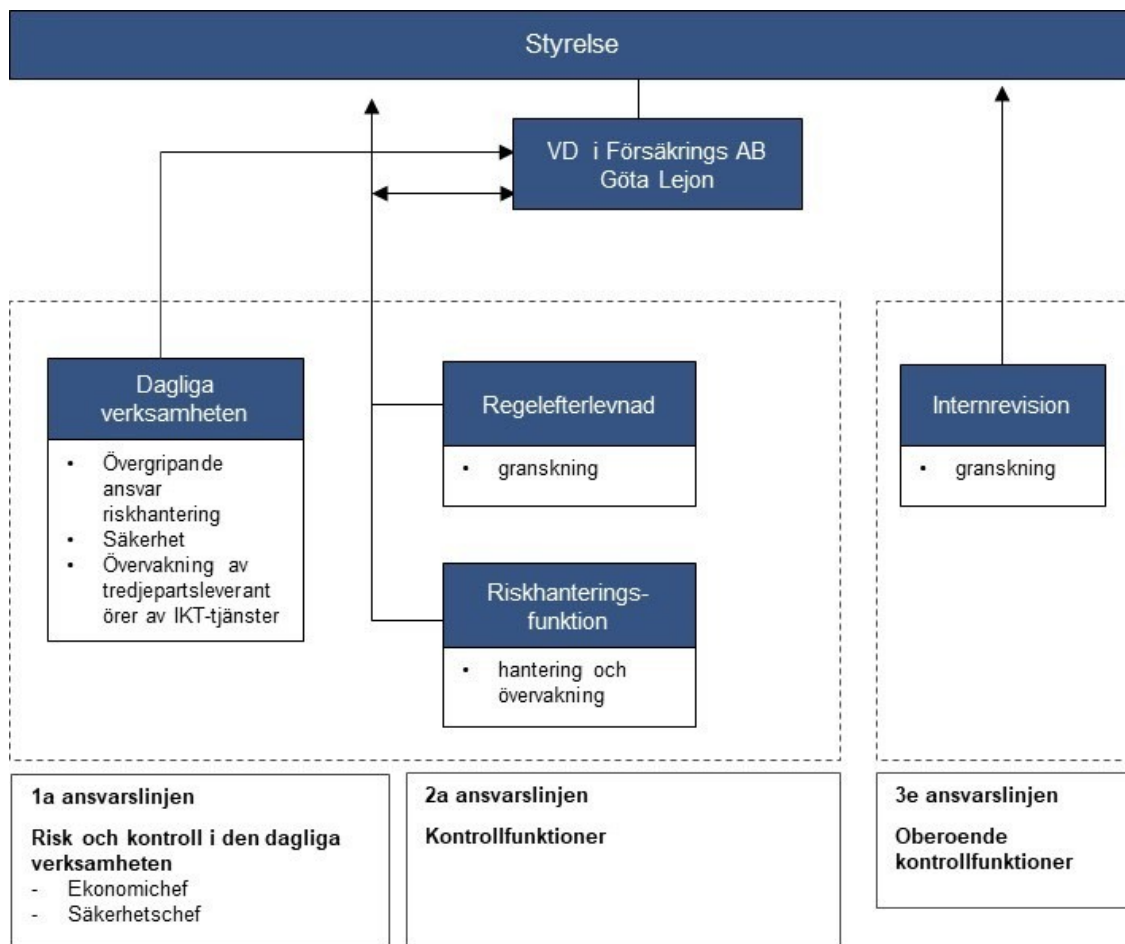 Styrelse
VD i Försäkrings AB
Göta Lejon
Dagliga
verksamheten
• Övergripande
ansvar
riskhantering
• Säkerhet
• Övervakning av
tredjepartsleverant
örer av IKT-tjänster
Regelefterlevnad
• granskning
Riskhanterings-
funktion
• hantering och
övervakning
Internrevision
• granskning
1a ansvarslinjen
Risk och kontroll i den dagliga
verksamheten
- Ekonomichef
- Säkerhetschef
2a ansvarslinjen
Kontrollfunktioner
3e ansvarslinjen
Oberoende
kontrollfunktioner